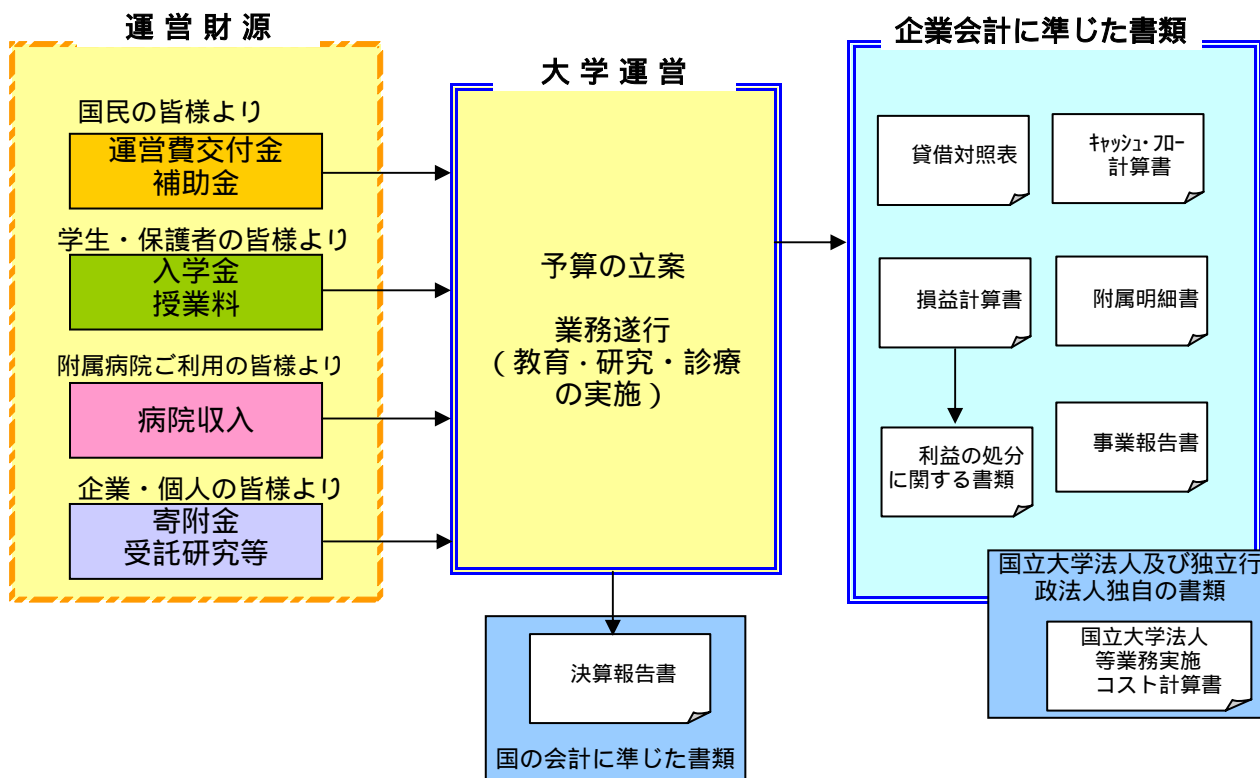 運 営 財 源
国民の皆様より
運営費交付金
補助金
学生・保護者の皆様より
入学金
授業料
附属病院ご利用の皆様より
病院収入
企業・個人の皆様より
寄附金
受託研究等
大 学 運 営
予算の立案
業務遂行
（教育・研究・診療
の実施）
企業会計に準じた書類
貸借対照表
ｷｬｯｼｭ・ﾌﾛｰ
計算書
損益計算書
附属明細書
利益の処分
に関する書類
事業報告書
国立大学法人及び独立行
政法人独自の書類
国立大学法人
等業務実施
コスト計算書
決算報告書
国の会計に準じた書類